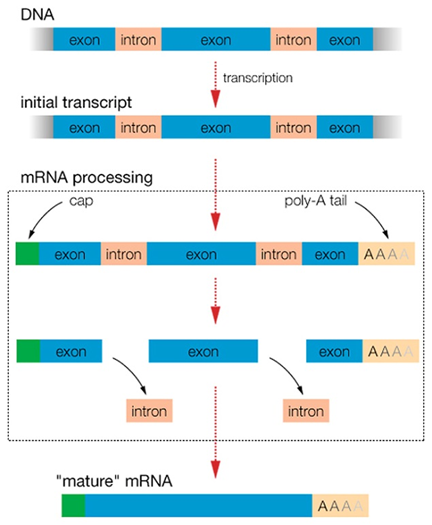 DNA
exon intron exon intron exon
transcription
initial transcript
exon intron exon intron exon
mRNA processing
cap poly-A tail
exon intron exon intron exon AAAA
exon exon exon AAAA
intron intron
"mature" mRNA
AAAA